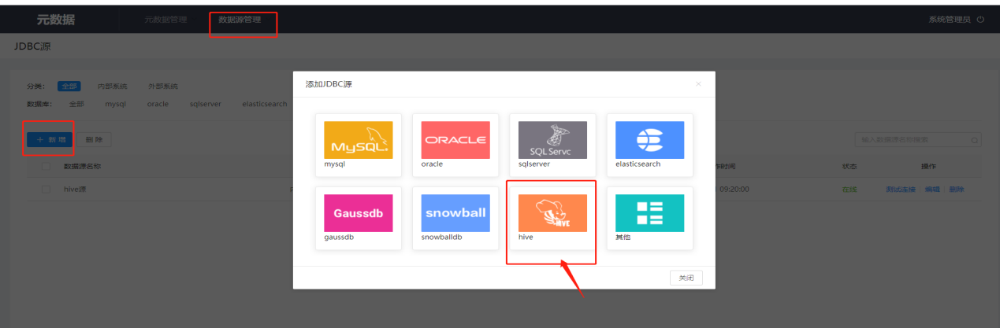 元数据 元数据管理 数据源管理 系统管理员
JDBC源
分类: 全部 内部系统 外部系统
数据库: 全部 mysql oracle sqlserver elasticsearch
+ 新增 删除 输入数据源名称搜索
数据源名称 作时间 状态 操作
hive源 09:20:00 在线 测试连接 编辑 删除
添加JDBC源 ×
MySQL. ORACLE SQL Servc
mysql oracle sqlserver elasticsearch
Gaussdb snowball HIVE
gaussdb snowballdb hive 其他
关闭